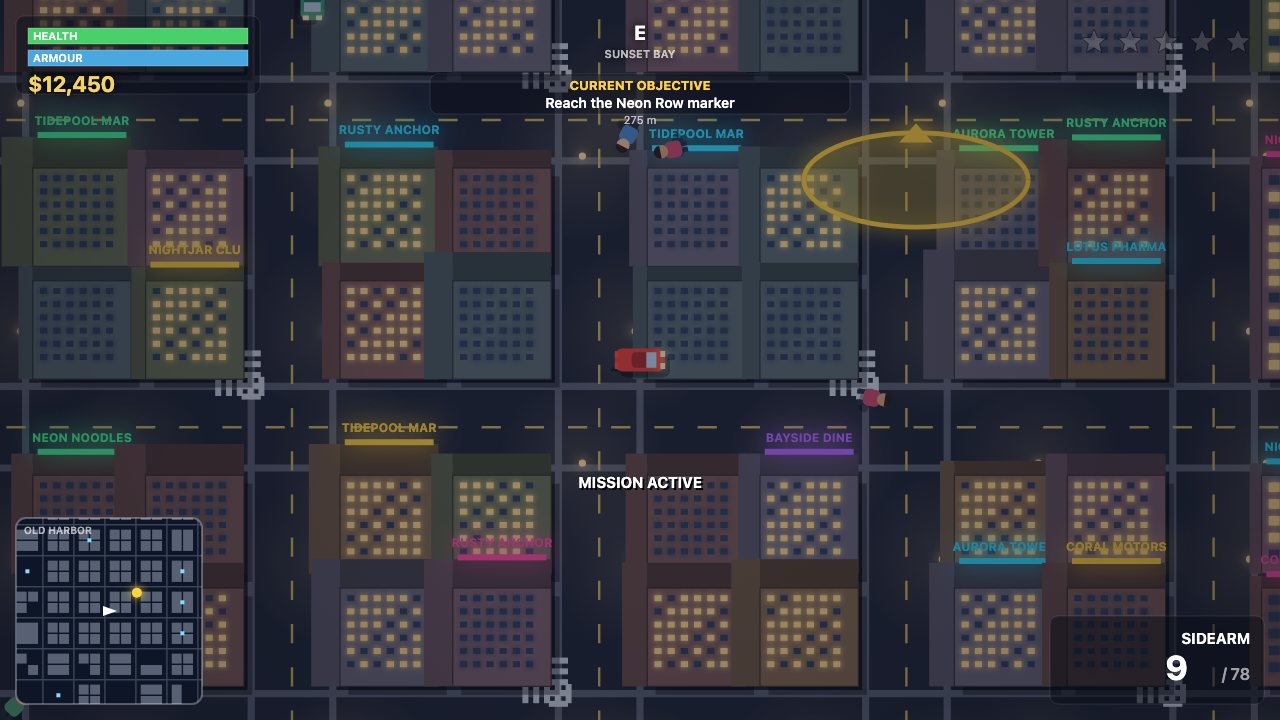 HEALTH
ARMOUR
$12,450
E
SUNSET BAY
CURRENT OBJECTIVE
Reach the Neon Row marker
275 m
TIDEPOOL MAR
RUSTY ANCHOR
TIDEPOOL MAR
AURORA TOWER
RUSTY ANCHOR
NIGHTJAR CLU
LOTUS PHARMA
NEON NOODLES
TIDEPOOL MAR
BAYSIDE DINE
MISSION ACTIVE
OLD HARBOR
RUSTY ANCHOR
AURORA TOWE
CORAL MOTORS
SIDEARM
9 / 78